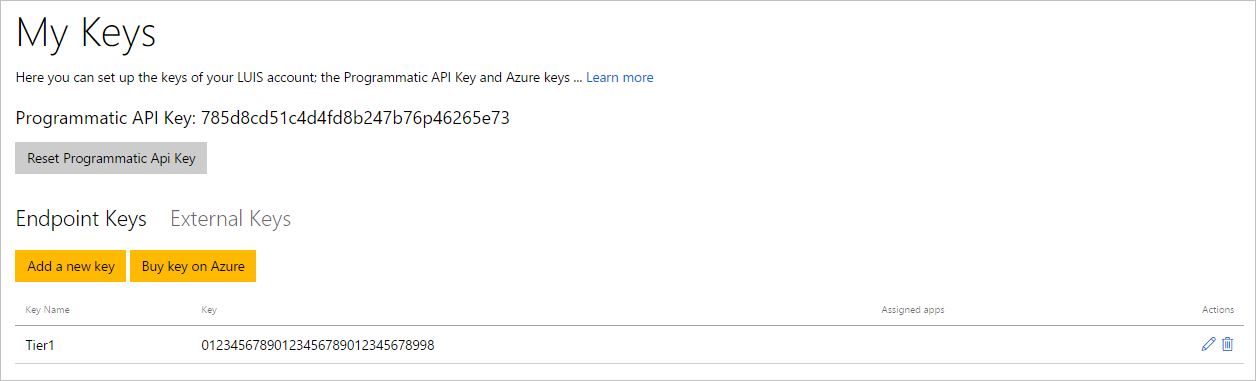 My Keys
Here you can set up the keys of your LUIS account; the Programmatic API Key and Azure keys ... Learn more
Programmatic API Key: 785d8cd51c4d4fd8b247b76p46265e73
Reset Programmatic Api Key
Endpoint Keys External Keys
Add a new key Buy key on Azure
Key Name Key Assigned apps Actions
Tier1 01234567890123456789012345678998